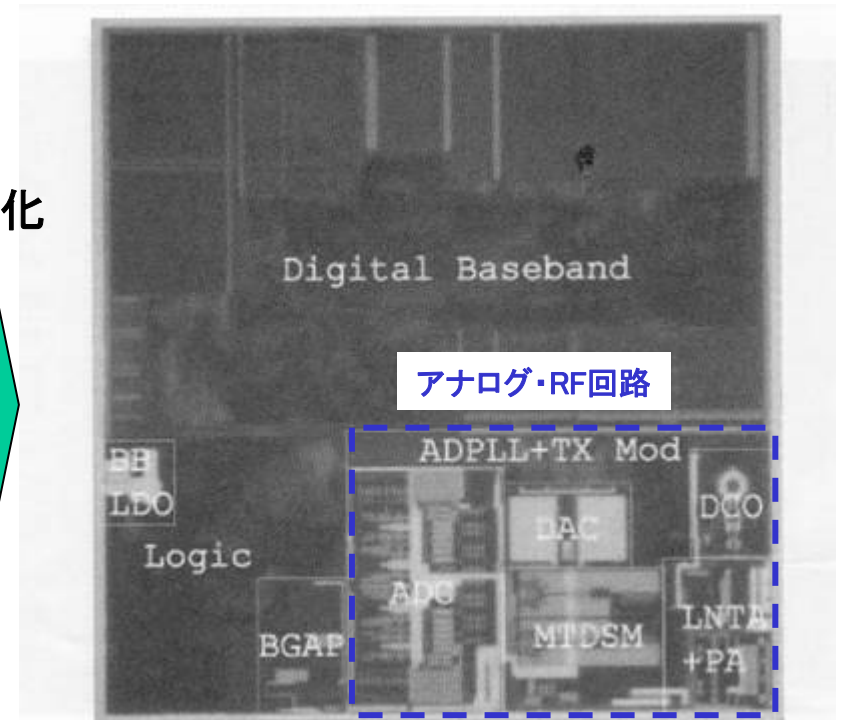 化
Digital Baseband
アナログ・RF回路
ADPLL+TX Mod
BB
LDO
DCO
DAC
Logic
ADC
LNTA
BGAP
MTDSM
+PA